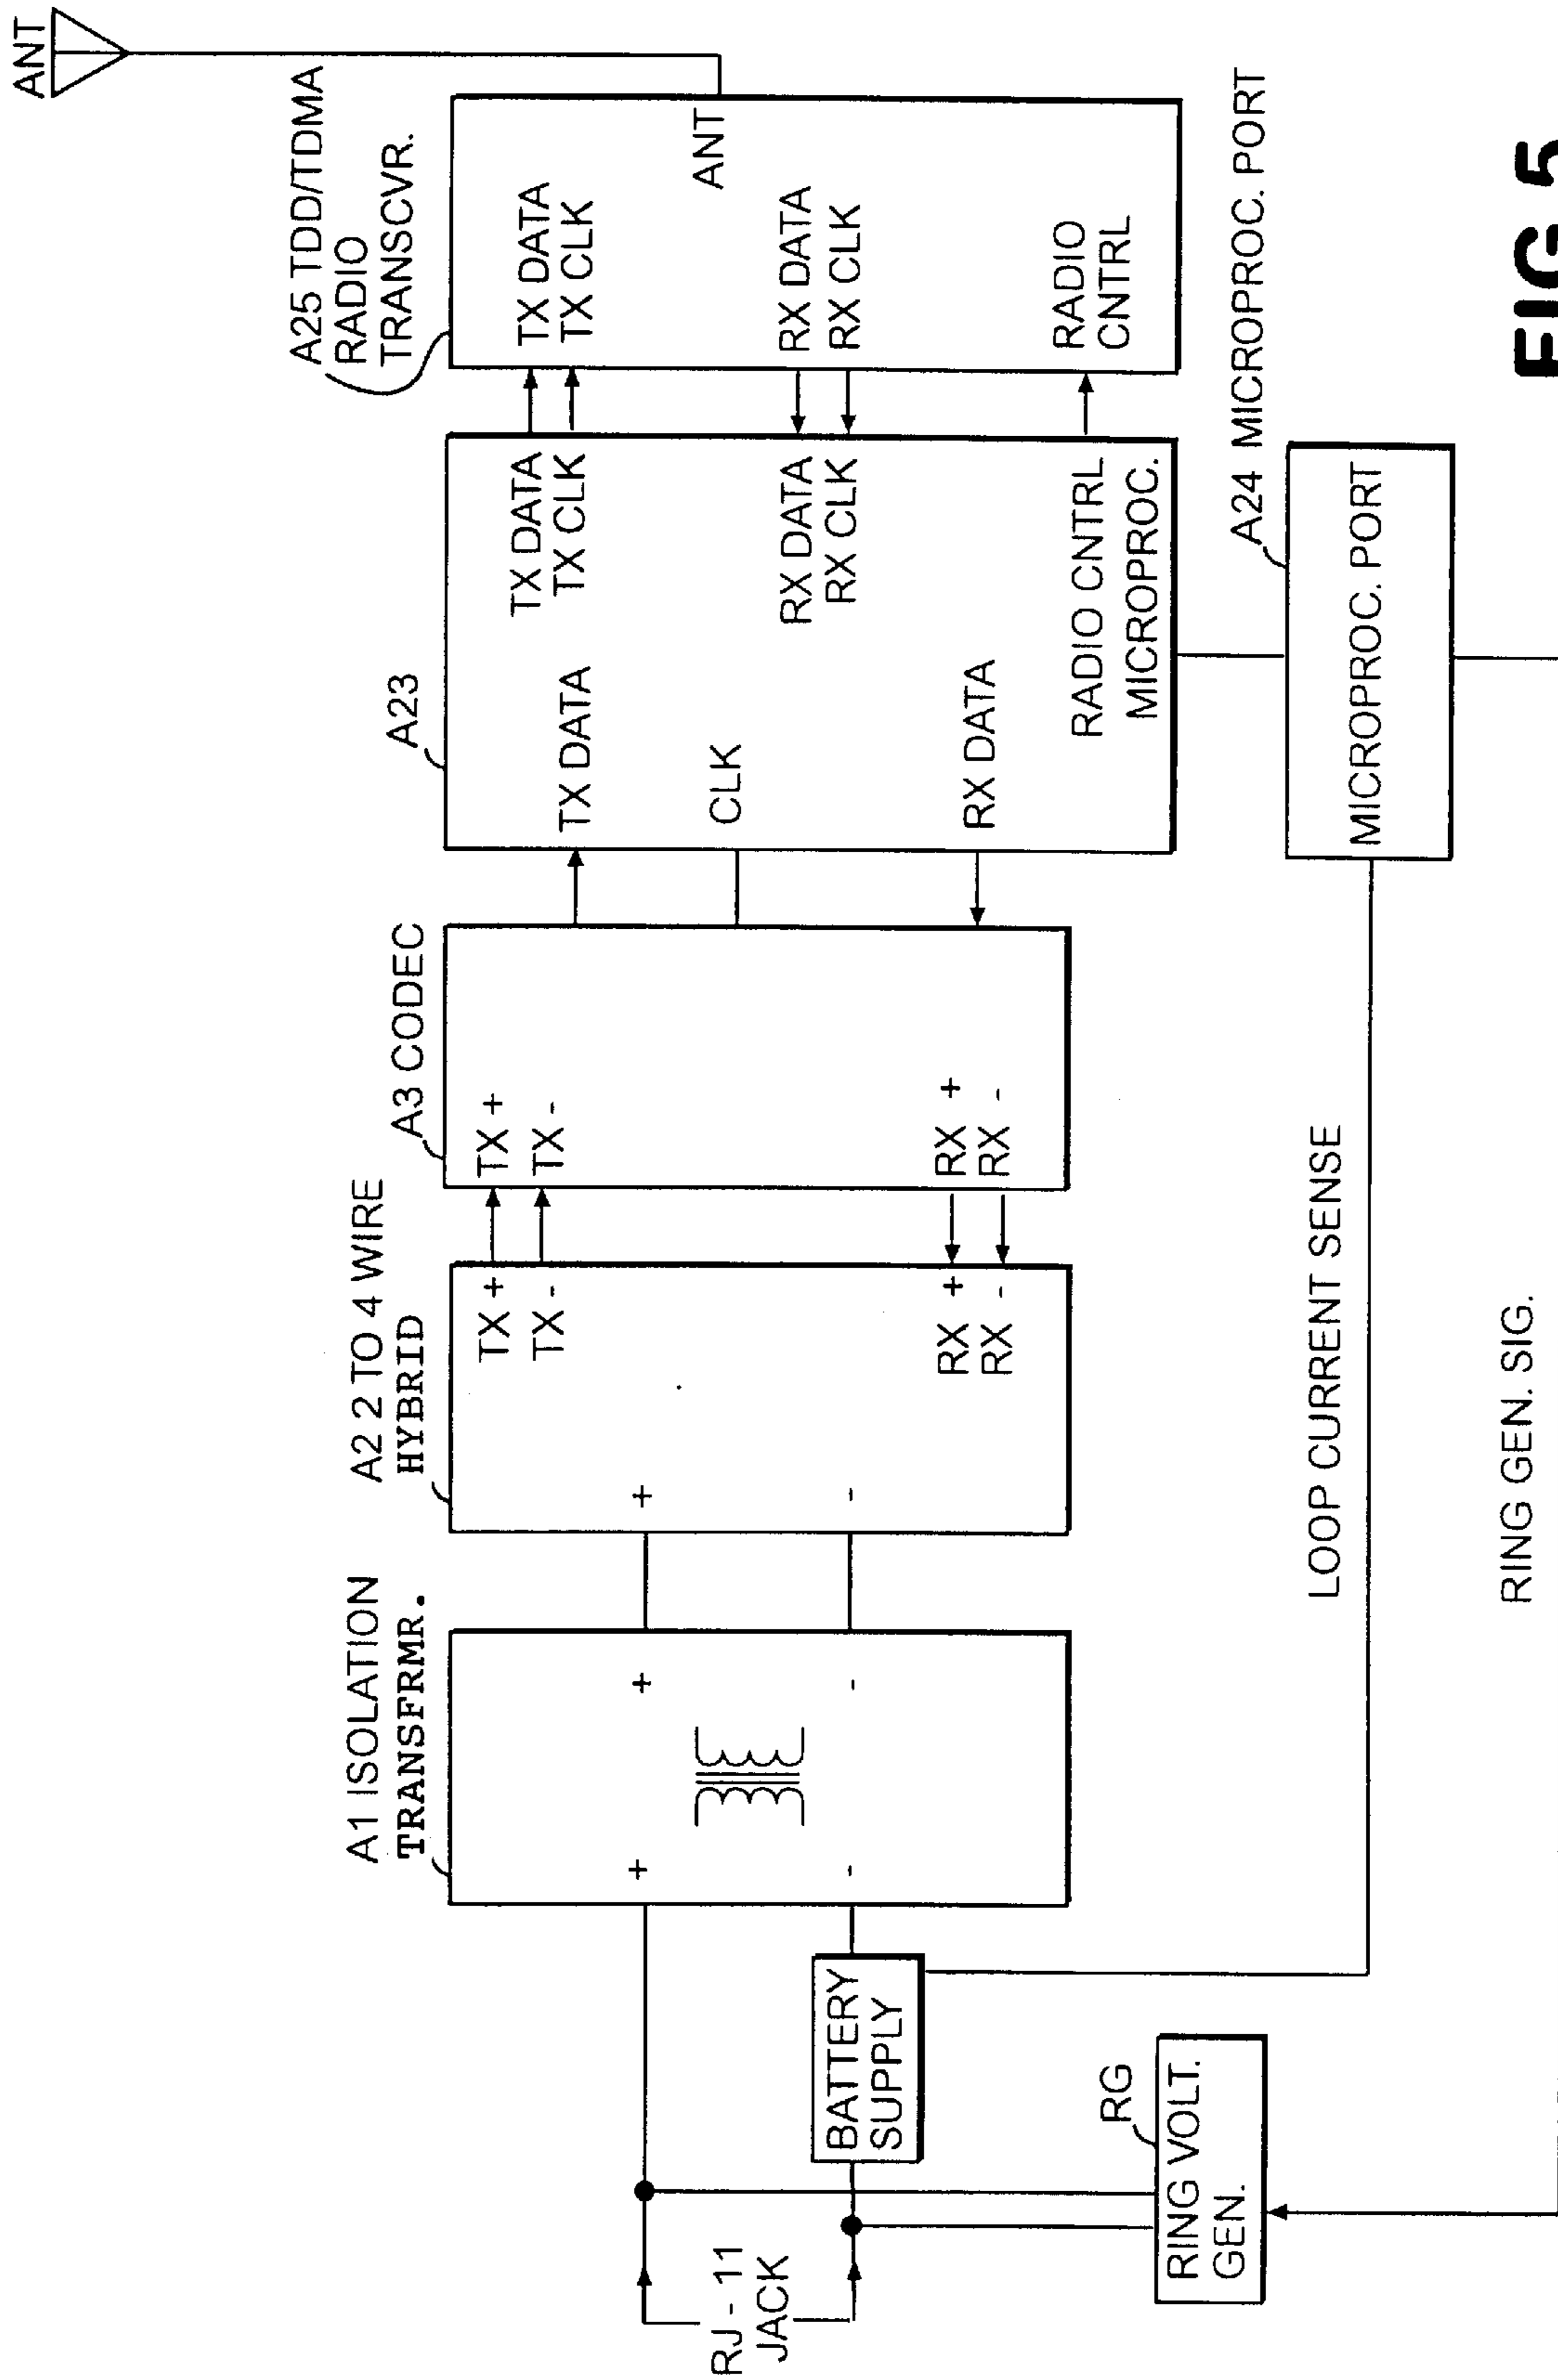 ANT
A25 TDD/TDMA
RADIO
TRANSCVR.
TX DATA
TX CLK
ANT
RX DATA
RX CLK
RADIO
CNTRL
A23
TX DATA
TX CLK
RX DATA
RX CLK
RADIO CNTRL
MICROPROC.
TX DATA
CLK
RX DATA
A24 MICROPROC. PORT
MICROPROC. PORT
A3 CODEC
TX +
TX -
RX +
RX -
A2 2 TO 4 WIRE
HYBRID
TX +
TX -
RX +
RX -
+
-
A1 ISOLATION
TRANSFRMR.
+
-
+
-
BATTERY
SUPPLY
RJ - 11
JACK
RG
RING VOLT.
GEN.
LOOP CURRENT SENSE
RING GEN. SIG.
FIG 5